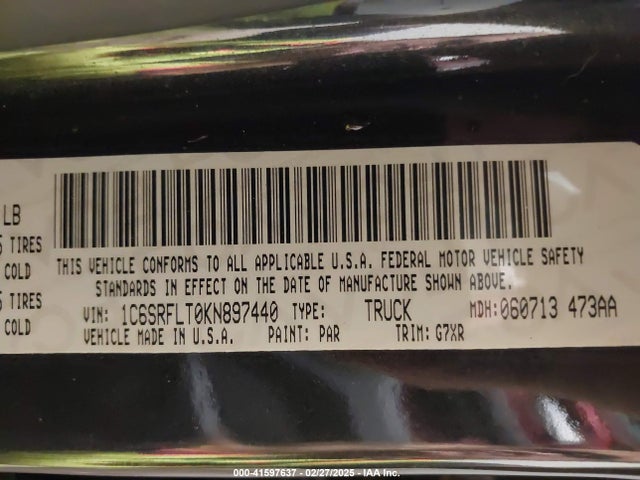 LB
TIRES
COLD
TIRES
COLD
THIS VEHICLE CONFORMS TO ALL APPLICABLE U.S.A. FEDERAL MOTOR VEHICLE SAFETY
STANDARDS IN EFFECT ON THE DATE OF MANUFACTURE SHOWN ABOVE.
VIN: 1C6SRFLT0KN897440 TYPE: TRUCK MDH:060713 473AA
VEHICLE MADE IN U.S.A. PAINT: PAR TRIM: G7XR
000-41597637 - 02/27/2025 - IAA Inc.